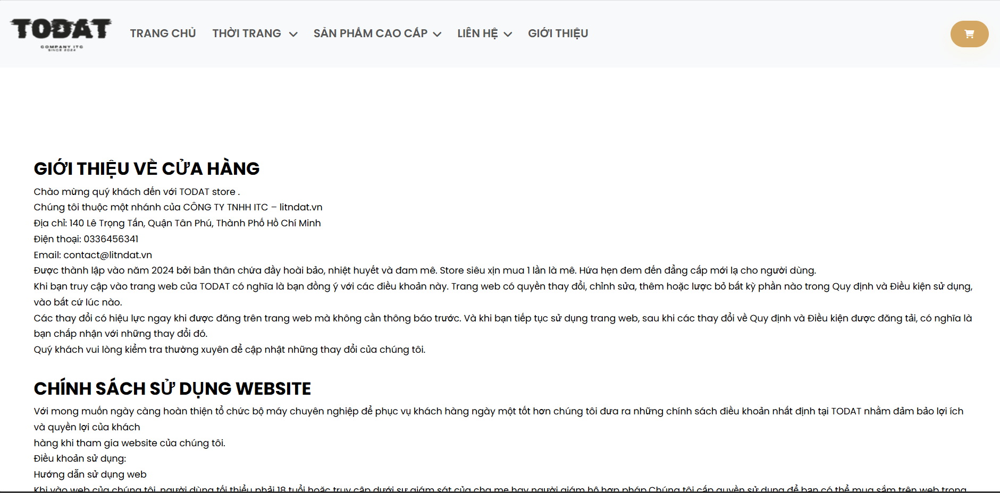 TODAT
COMPANY ITC
SINCE 2024
TRANG CHỦ THỜI TRANG SẢN PHẨM CAO CẤP LIÊN HỆ GIỚI THIỆU
GIỚI THIỆU VỀ CỬA HÀNG
Chào mừng quý khách đến với TODAT store .
Chúng tôi thuộc một nhánh của CÔNG TY TNHH ITC – litndat.vn
Địa chỉ: 140 Lê Trọng Tấn, Quận Tân Phú, Thành Phố Hồ Chí Minh
Điện thoại: 0336456341
Email: contact@litndat.vn
Được thành lập vào năm 2024 bởi bản thân chứa đầy hoài bảo, nhiệt huyết và đam mê. Store siêu xịn mua 1 lần là mê. Hứa hẹn đem đến đẳng cấp mới lạ cho người dùng.
Khi bạn truy cập vào trang web của TODAT có nghĩa là bạn đồng ý với các điều khoản này. Trang web có quyền thay đổi, chỉnh sửa, thêm hoặc lược bỏ bất kỳ phần nào trong Quy định và Điều kiện sử dụng,
vào bất cứ lúc nào.
Các thay đổi có hiệu lực ngay khi được đăng trên trang web mà không cần thông báo trước. Và khi bạn tiếp tục sử dụng trang web, sau khi các thay đổi về Quy định và Điều kiện được đăng tải, có nghĩa là
bạn chấp nhận với những thay đổi đó.
Quý khách vui lòng kiểm tra thường xuyên để cập nhật những thay đổi của chúng tôi.
CHÍNH SÁCH SỬ DỤNG WEBSITE
Với mong muốn ngày càng hoàn thiện tổ chức bộ máy chuyên nghiệp để phục vụ khách hàng ngày một tốt hơn chúng tôi đưa ra những chính sách điều khoản nhất định tại TODAT nhằm đảm bảo lợi ích
và quyền lợi của khách
hàng khi tham gia website của chúng tôi.
Điều khoản sử dụng:
Hướng dẫn sử dụng web
Khi vào web của chúng tôi, người dùng tối thiểu phải 18 tuổi hoặc truy cập dưới sự giám sát của cha mẹ hay người giám hộ hợp pháp.Chúng tôi cấp quyền sử dụng để bạn có thể mua sắm trên web trong